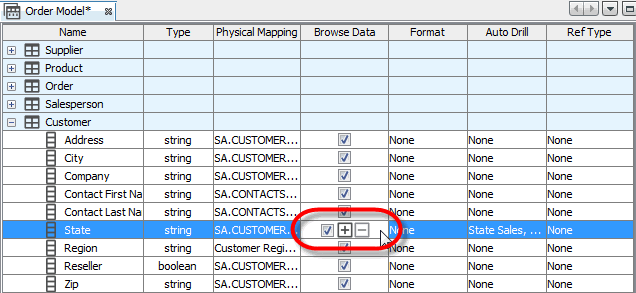 Order Model*
Name Type Physical Mapping Browse Data Format Auto Drill Ref Type
Supplier
Product
Order
Salesperson
Customer
Address string SA.CUSTOMER... None None None
City string SA.CUSTOMER... None None None
Company string SA.CUSTOMER... None None None
Contact First Na string SA.CONTACTS... None None None
Contact Last Na string SA.CONTACTS... None None None
State string SA.CUSTOMER... None State Sales, ... None
Region string Customer Regi... None None None
Reseller boolean SA.CUSTOMER... None None None
Zip string SA.CUSTOMER... None None None